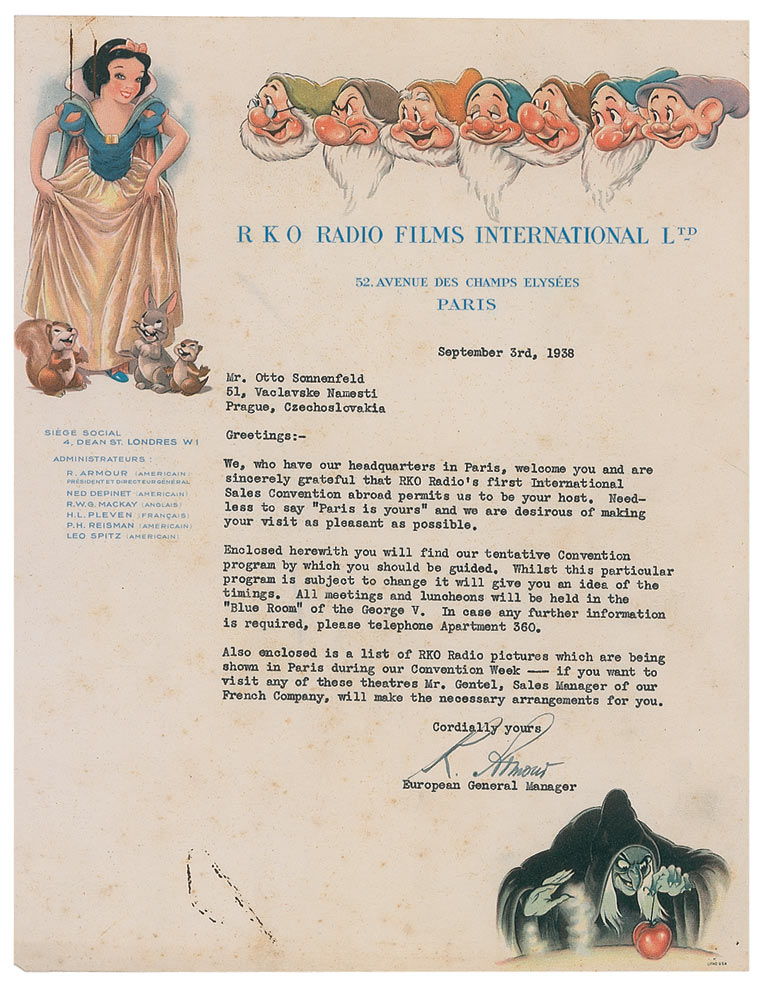 R K O RADIO FILMS INTERNATIONAL LTD
52. AVENUE DES CHAMPS ELYSÉES
PARIS
September 3rd, 1938
Mr. Otto Sonnenfeld
51, Vaclavske Namesti
Prague, Czechoslovakia
SIÈGE SOCIAL
4, DEAN ST. LONDRES W1
ADMINISTRATEURS :
R. ARMOUR (AMERICAIN)
PRÉSIDENT ET DIRECTEUR GÉNÉRAL
NED DEPINET (AMERICAIN)
R.W.G. MACKAY (ANGLAIS)
H.L. PLEVEN (FRANÇAIS)
P.H. REISMAN (AMERICAIN)
LEO SPITZ (AMERICAIN)
Greetings:-
We, who have our headquarters in Paris, welcome you and are
sincerely grateful that RKO Radio's first International
Sales Convention abroad permits us to be your host. Need-
less to say "Paris is yours" and we are desirous of making
your visit as pleasant as possible.
Enclosed herewith you will find our tentative Convention
program by which you should be guided. Whilst this particular
program is subject to change it will give you an idea of the
timings. All meetings and luncheons will be held in the
"Blue Room" of the George V. In case any further information
is required, please telephone Apartment 360.
Also enclosed is a list of RKO Radio pictures which are being
shown in Paris during our Convention Week -- if you want to
visit any of these theatres Mr. Gentel, Sales Manager of our
French Company, will make the necessary arrangements for you.
Cordially yours
R. Armour
European General Manager
LITHO U.S.A.